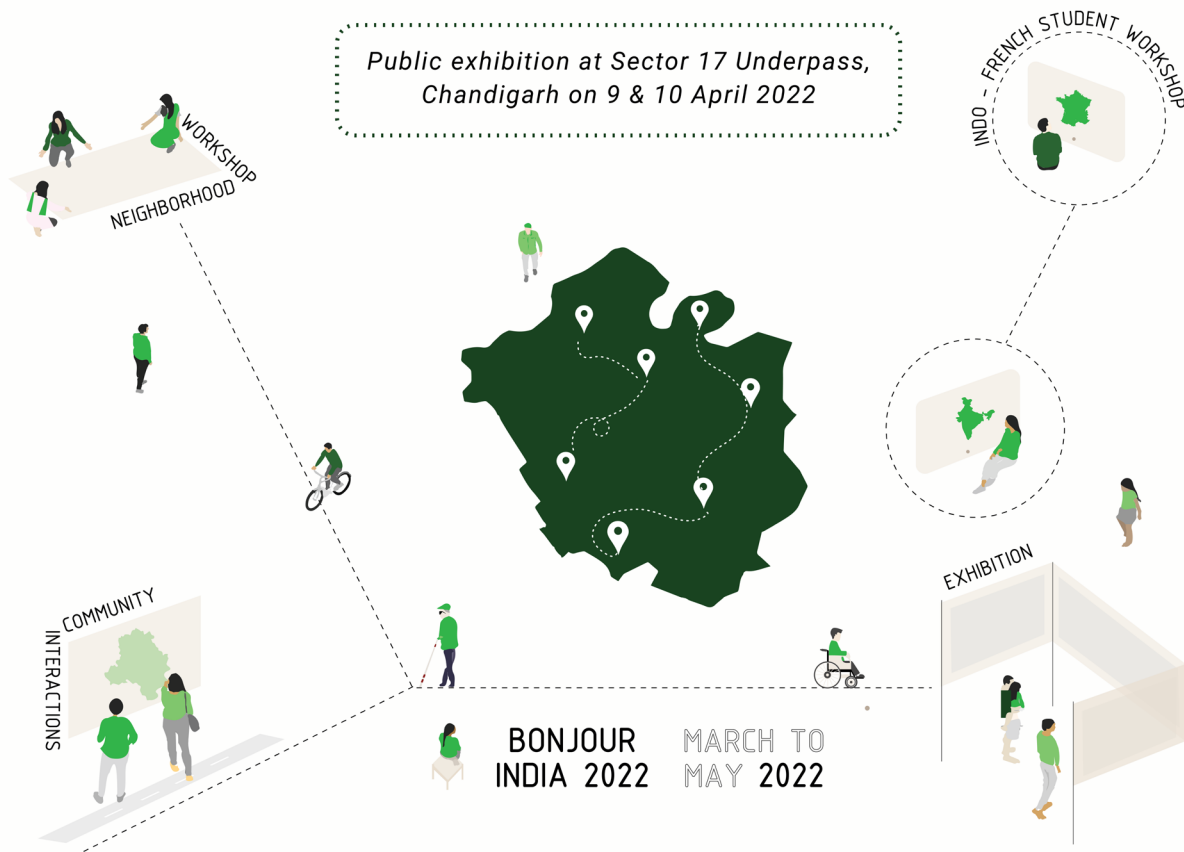 Public exhibition at Sector 17 Underpass,
Chandigarh on 9 & 10 April 2022
INDO - FRENCH STUDENT WORKSHOP
WORKSHOP
NEIGHBORHOOD
EXHIBITION
COMMUNITY
INTERACTIONS
BONJOUR
INDIA 2022
MARCH TO
MAY 2022